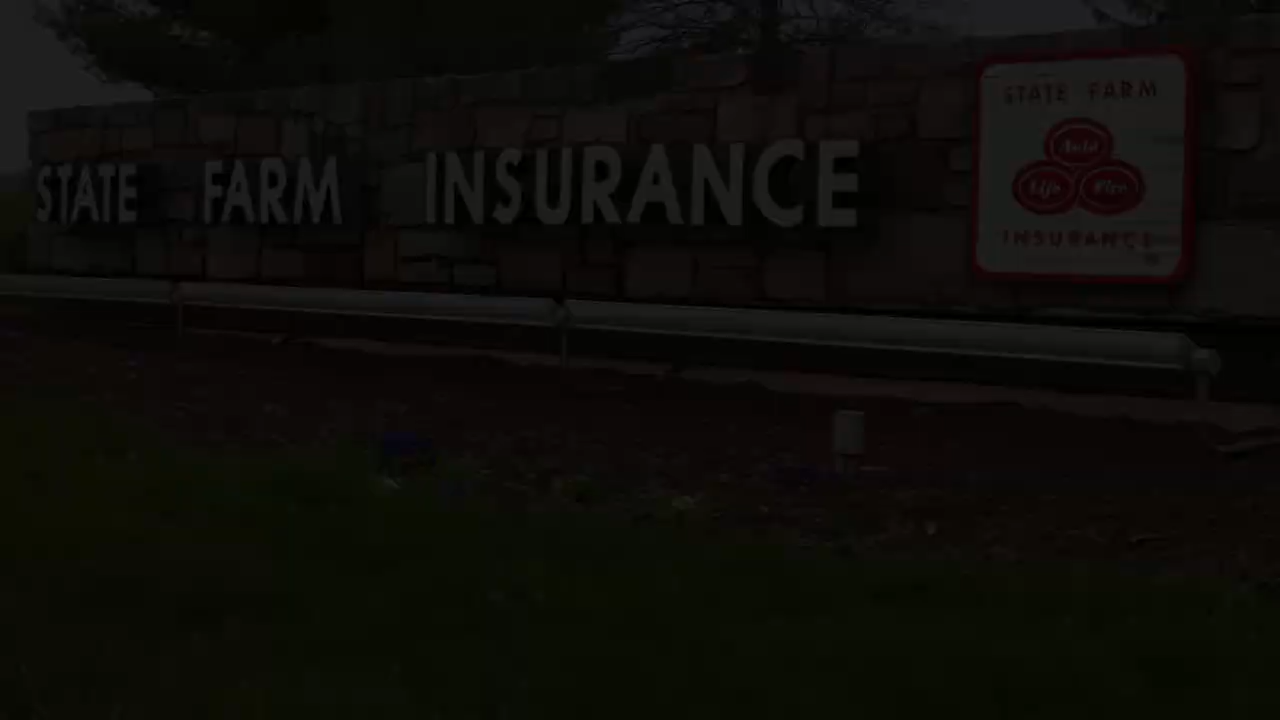 STATE FARM INSURANCE
STATE FARM
Auto
Life Fire
INSURANCE